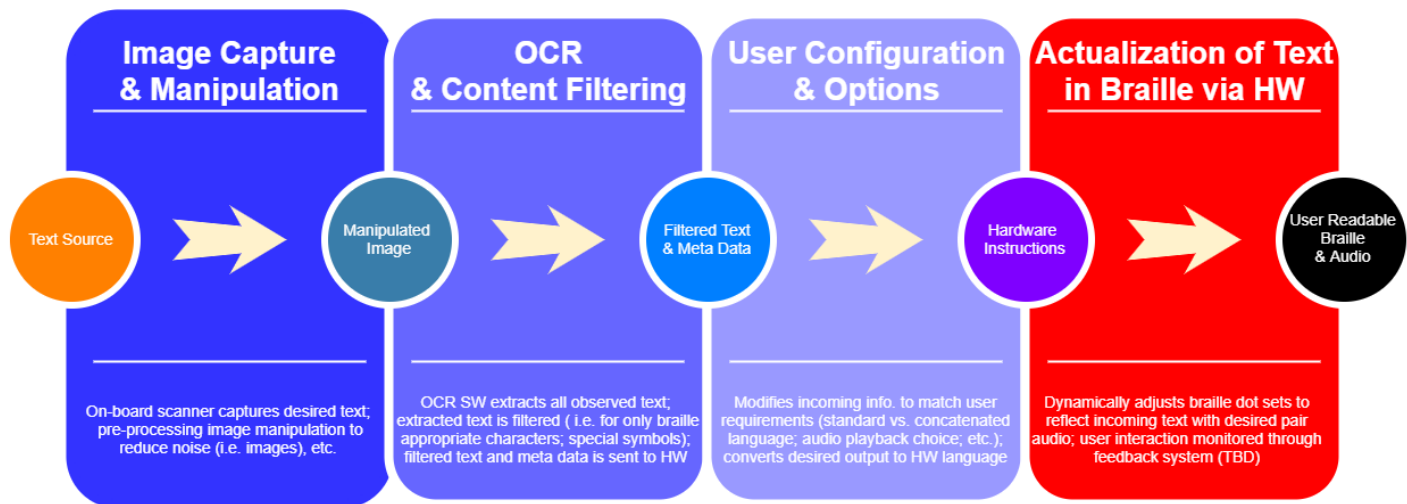 Image Capture
& Manipulation
OCR
& Content Filtering
User Configuration
& Options
Actualization of Text
in Braille via HW
Text Source
Manipulated
Image
Filtered Text
& Meta Data
Hardware
Instructions
User Readable
Braille
& Audio
On-board scanner captures desired text;
pre-processing image manipulation to
reduce noise (i.e. images), etc.
OCR SW extracts all observed text;
extracted text is filtered ( i.e. for only braille
appropriate characters; special symbols);
filtered text and meta data is sent to HW
Modifies incoming info. to match user
requirements (standard vs. concatenated
language; audio playback choice; etc.);
converts desired output to HW language
Dynamically adjusts braille dot sets to
reflect incoming text with desired pair
audio; user interaction monitored through
feedback system (TBD)